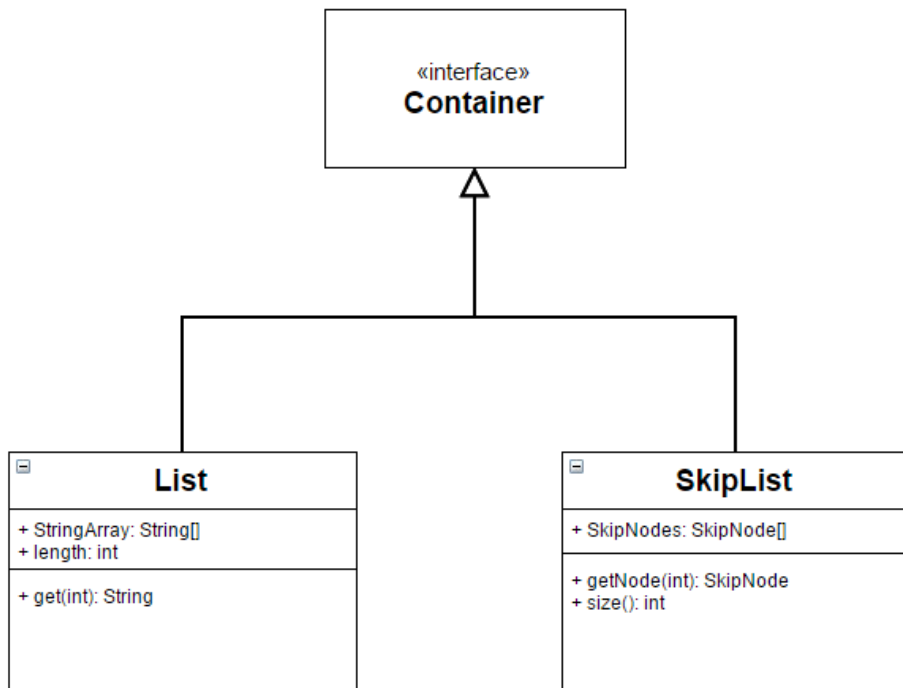 «interface»
Container
List
+ StringArray: String[]
+ length: int
+ get(int): String
SkipList
+ SkipNodes: SkipNode[]
+ getNode(int): SkipNode
+ size(): int